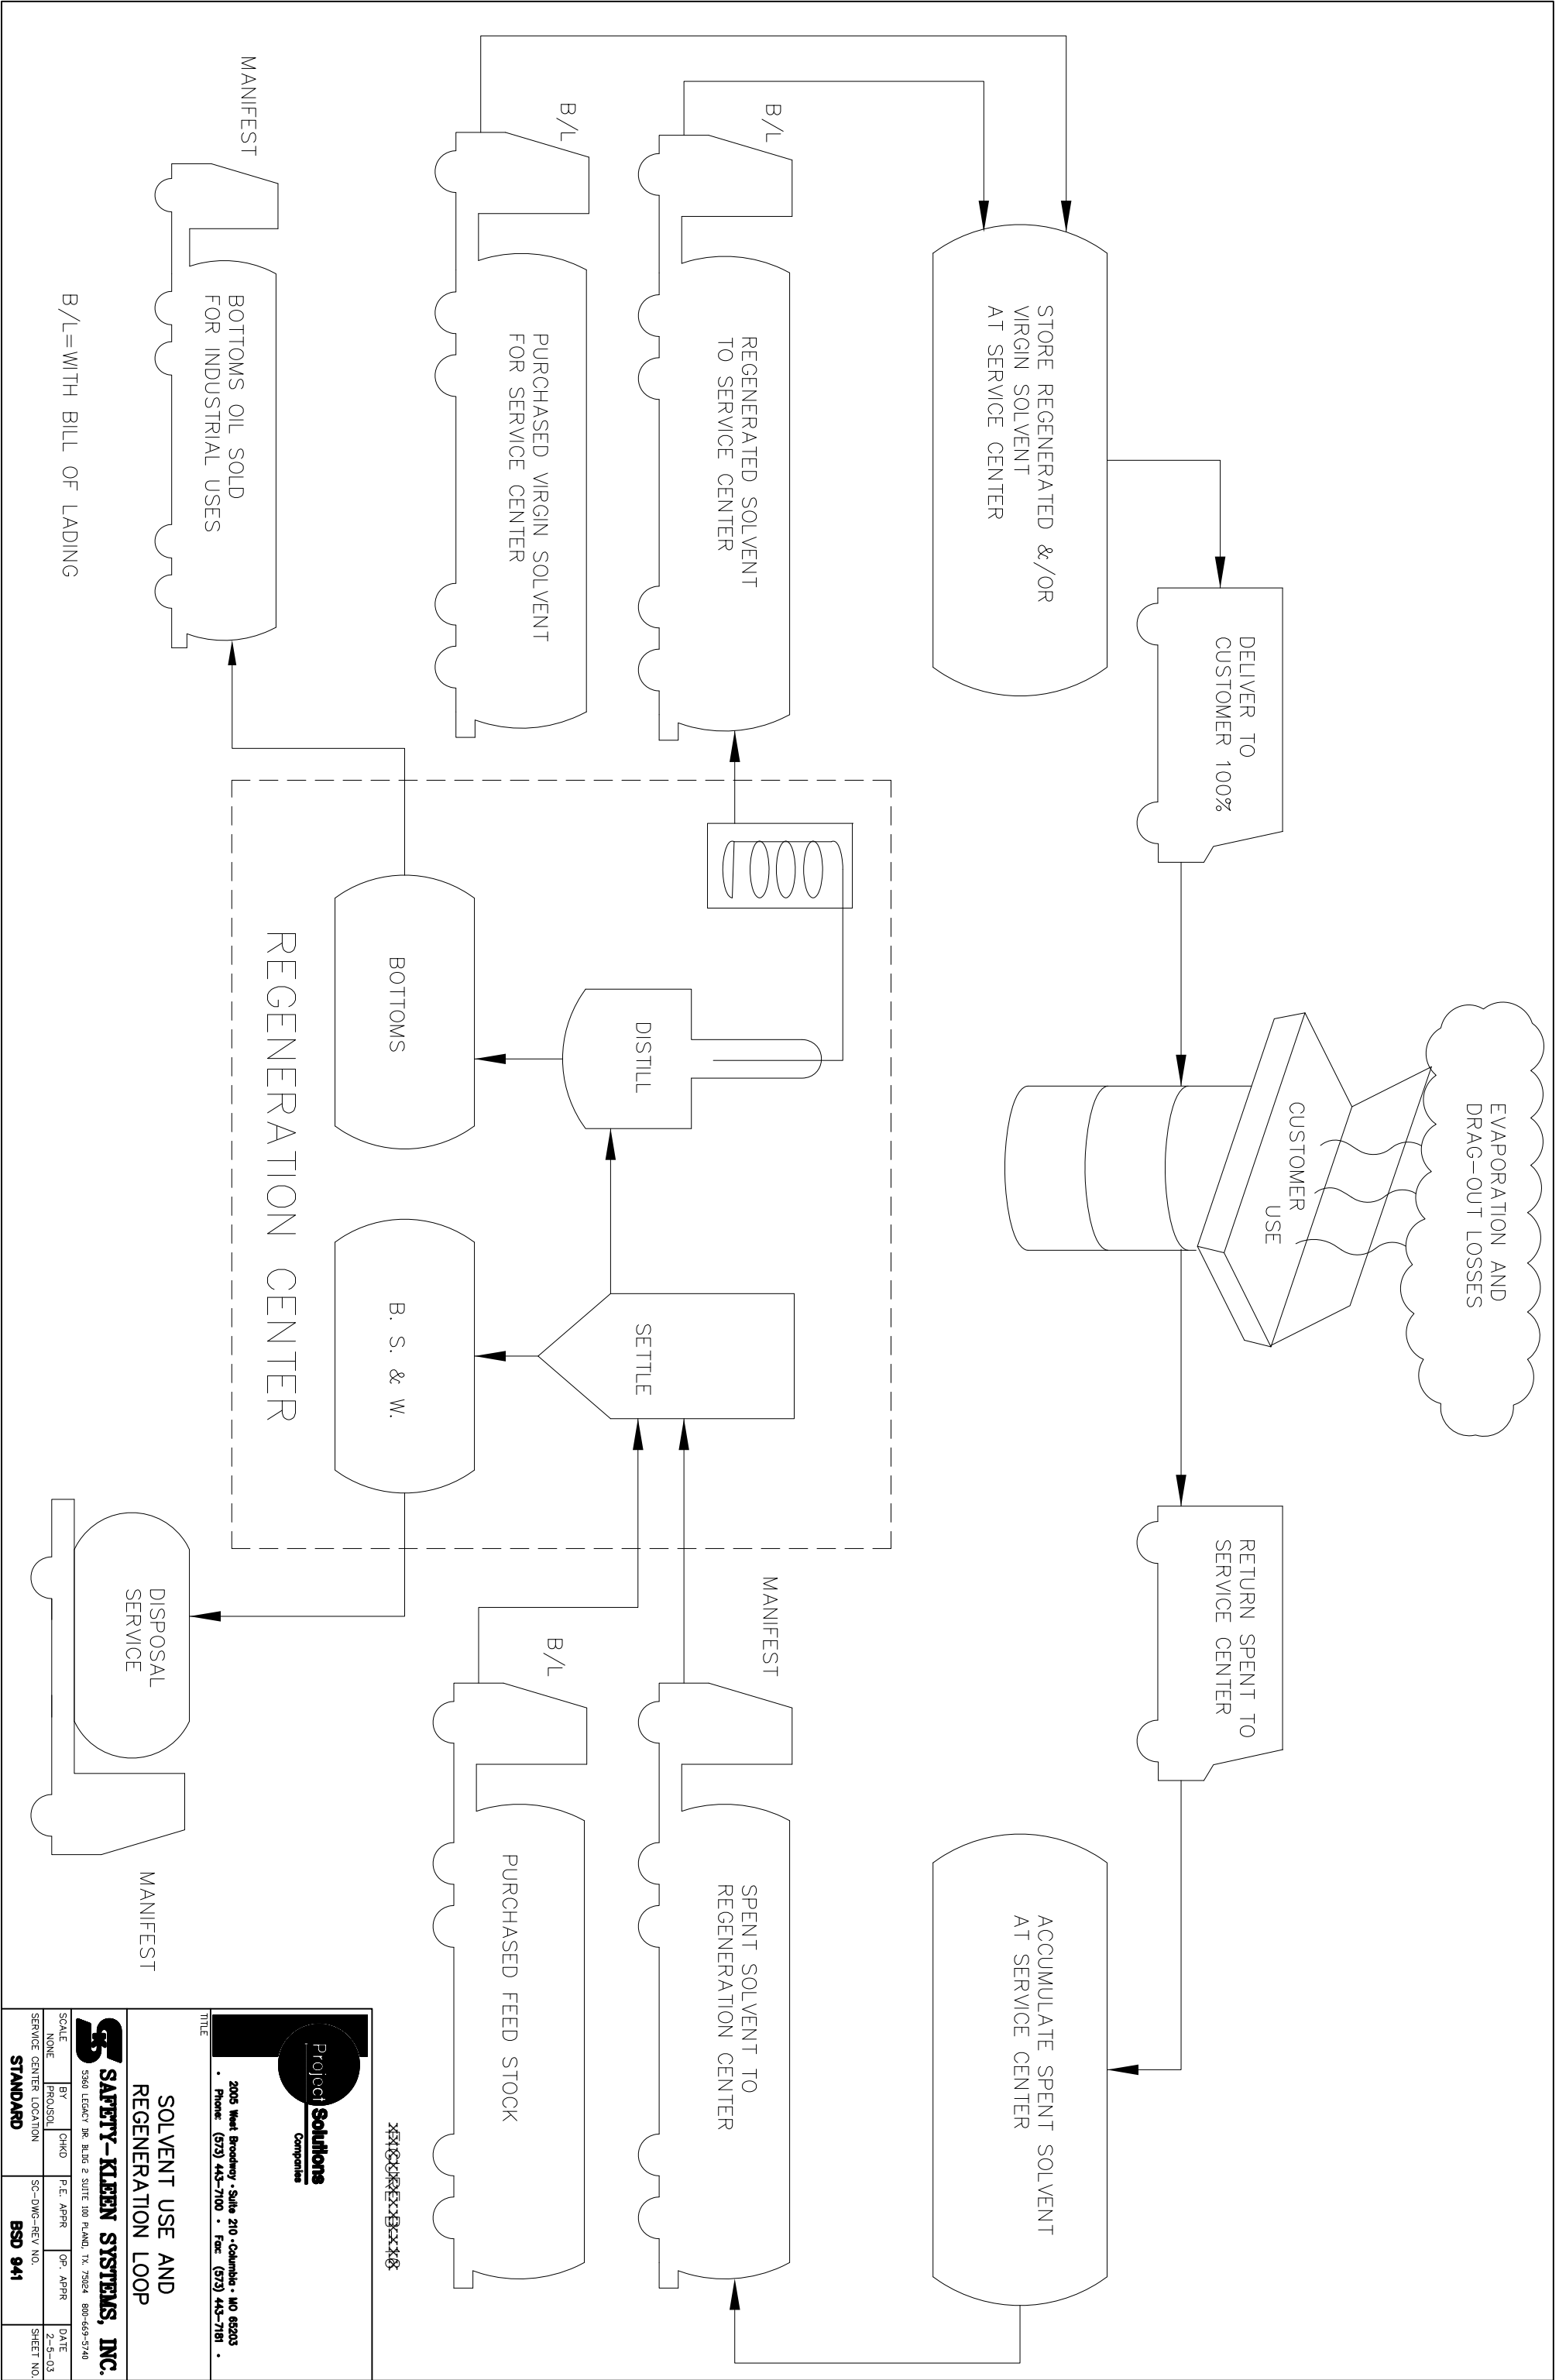 EVAPORATION AND
DRAG-OUT LOSSES
CUSTOMER
USE
DELIVER TO
CUSTOMER 100%
RETURN SPENT TO
SERVICE CENTER
STORE REGENERATED &/OR
VIRGIN SOLVENT
AT SERVICE CENTER
ACCUMULATE SPENT SOLVENT
AT SERVICE CENTER
B/L
REGENERATED SOLVENT
TO SERVICE CENTER
MANIFEST
SPENT SOLVENT TO
REGENERATION CENTER
B/L
PURCHASED VIRGIN SOLVENT
FOR SERVICE CENTER
DISTILL
SETTLE
B/L
PURCHASED FEED STOCK
BOTTOMS
B. S. & W.
REGENERATION CENTER
MANIFEST
BOTTOMS OIL SOLD
FOR INDUSTRIAL USES
DISPOSAL
SERVICE
MANIFEST
B/L=WITH BILL OF LADING
Project Solutions
Companies
2005 West Broadway • Suite 210 • Columbia • MO 65203
• Phone: (573) 443-7100 • Fax: (573) 443-7181 •
TITLE
SOLVENT USE AND
REGENERATION LOOP
SAFETY-KLEEN SYSTEMS, INC.
5360 LEGACY DR. BLDG 2 SUITE 100 PLANO, TX. 75024 800-669-5740
SCALE BY CHKD P.E. APPR OP. APPR DATE
NONE PROJSOL 2-5-03
SERVICE CENTER LOCATION SC-DWG-REV NO. SHEET NO.
STANDARD BSD 941